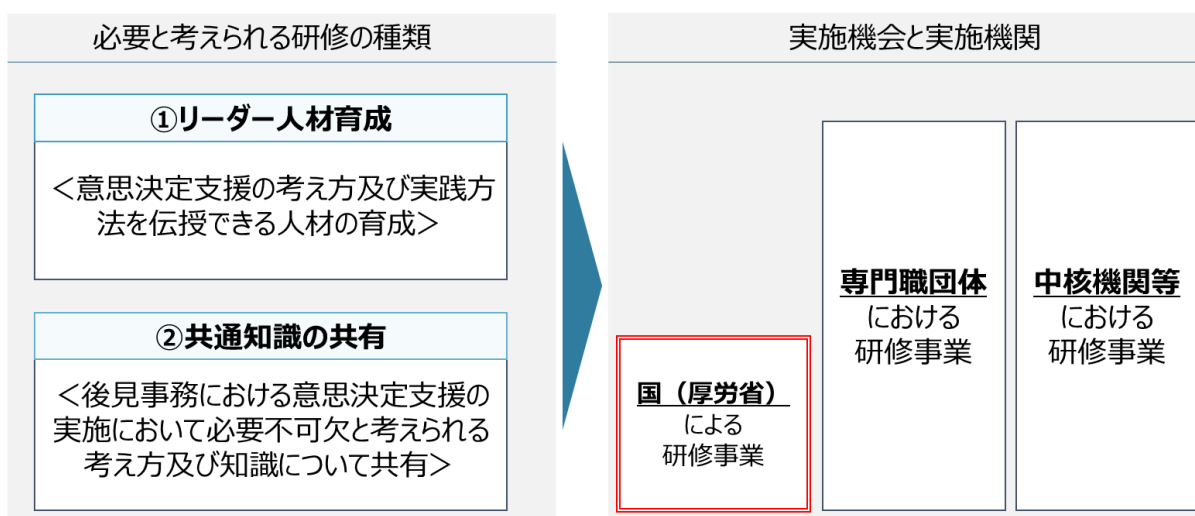 必要と考えられる研修の種類
①リーダー人材育成
＜意思決定支援の考え方及び実践方
法を伝授できる人材の育成＞
②共通知識の共有
＜後見事務における意思決定支援の
実施において必要不可欠と考えられる
考え方及び知識について共有＞
実施機会と実施機関
国（厚労省）
による
研修事業
専門職団体
における
研修事業
中核機関等
における
研修事業